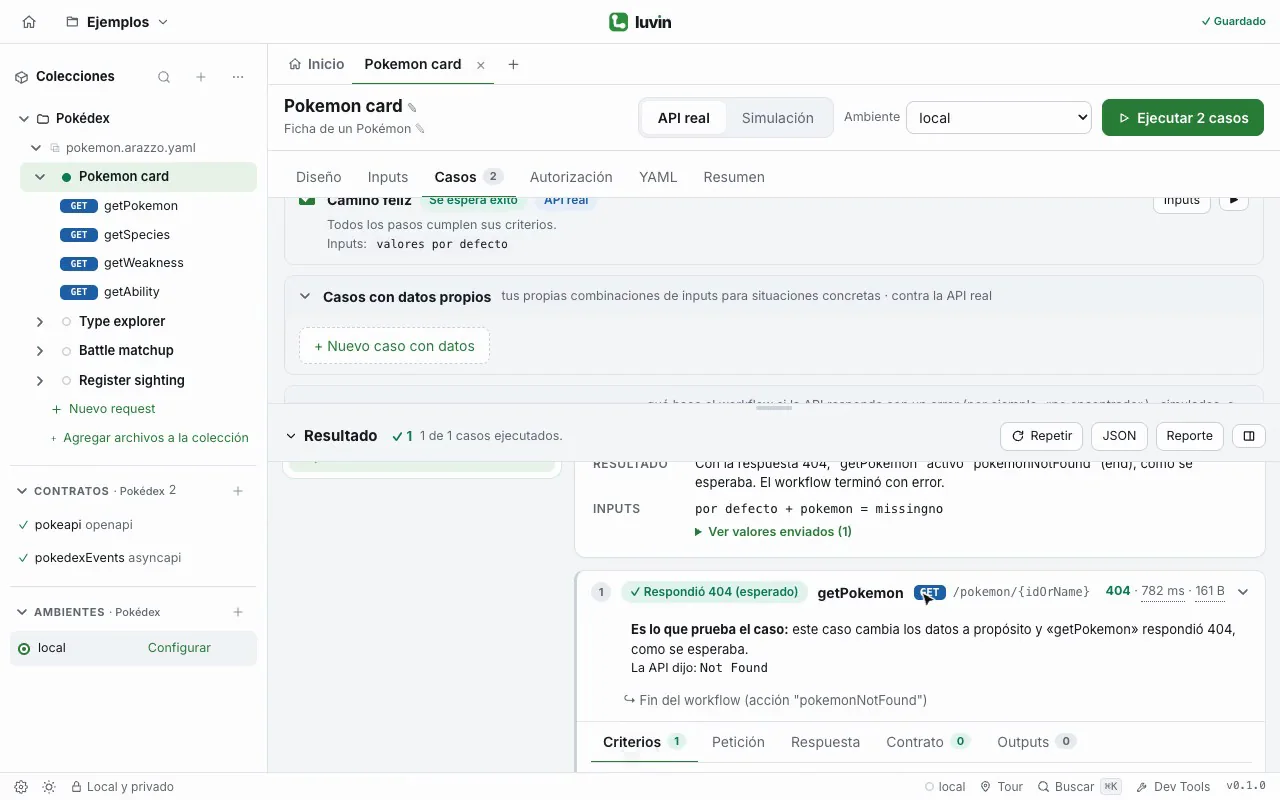 Ejemplos
luvin
Guardado
Colecciones
Inicio
Pokemon card
Pokédex
pokemon.arazzo.yaml
Pokemon card
GET getPokemon
GET getSpecies
GET getWeakness
GET getAbility
Type explorer
Battle matchup
Register sighting
+ Nuevo request
+ Agregar archivos a la colección
CONTRATOS · Pokédex 2
pokeapi openapi
pokedexEvents asyncapi
AMBIENTES · Pokédex
local Configurar
Pokemon card
Ficha de un Pokémon
API real Simulación
Ambiente local
Ejecutar 2 casos
Diseño Inputs Casos 2 Autorización YAML Resumen
Camino feliz Se espera éxito API real
Inputs
Todos los pasos cumplen sus criterios.
Inputs: valores por defecto
Casos con datos propios tus propias combinaciones de inputs para situaciones concretas · contra la API real
+ Nuevo caso con datos
Resultado ✓ 1 1 de 1 casos ejecutados.
Repetir JSON Reporte
RESULTADO Con la respuesta 404, "getPokemon" activó "pokemonNotFound" (end), como se
esperaba. El workflow terminó con error.
INPUTS por defecto + pokemon = missingno
Ver valores enviados (1)
1 ✓ Respondió 404 (esperado) getPokemon GET /pokemon/{idOrName} 404 · 782 ms · 161 B
Es lo que prueba el caso: este caso cambia los datos a propósito y «getPokemon» respondió 404,
como se esperaba.
La API dijo: Not Found
↪ Fin del workflow (acción "pokemonNotFound")
Criterios 1 Petición Respuesta Contrato 0 Outputs 0
Local y privado
local Tour Buscar ⌘K Dev Tools v0.1.0